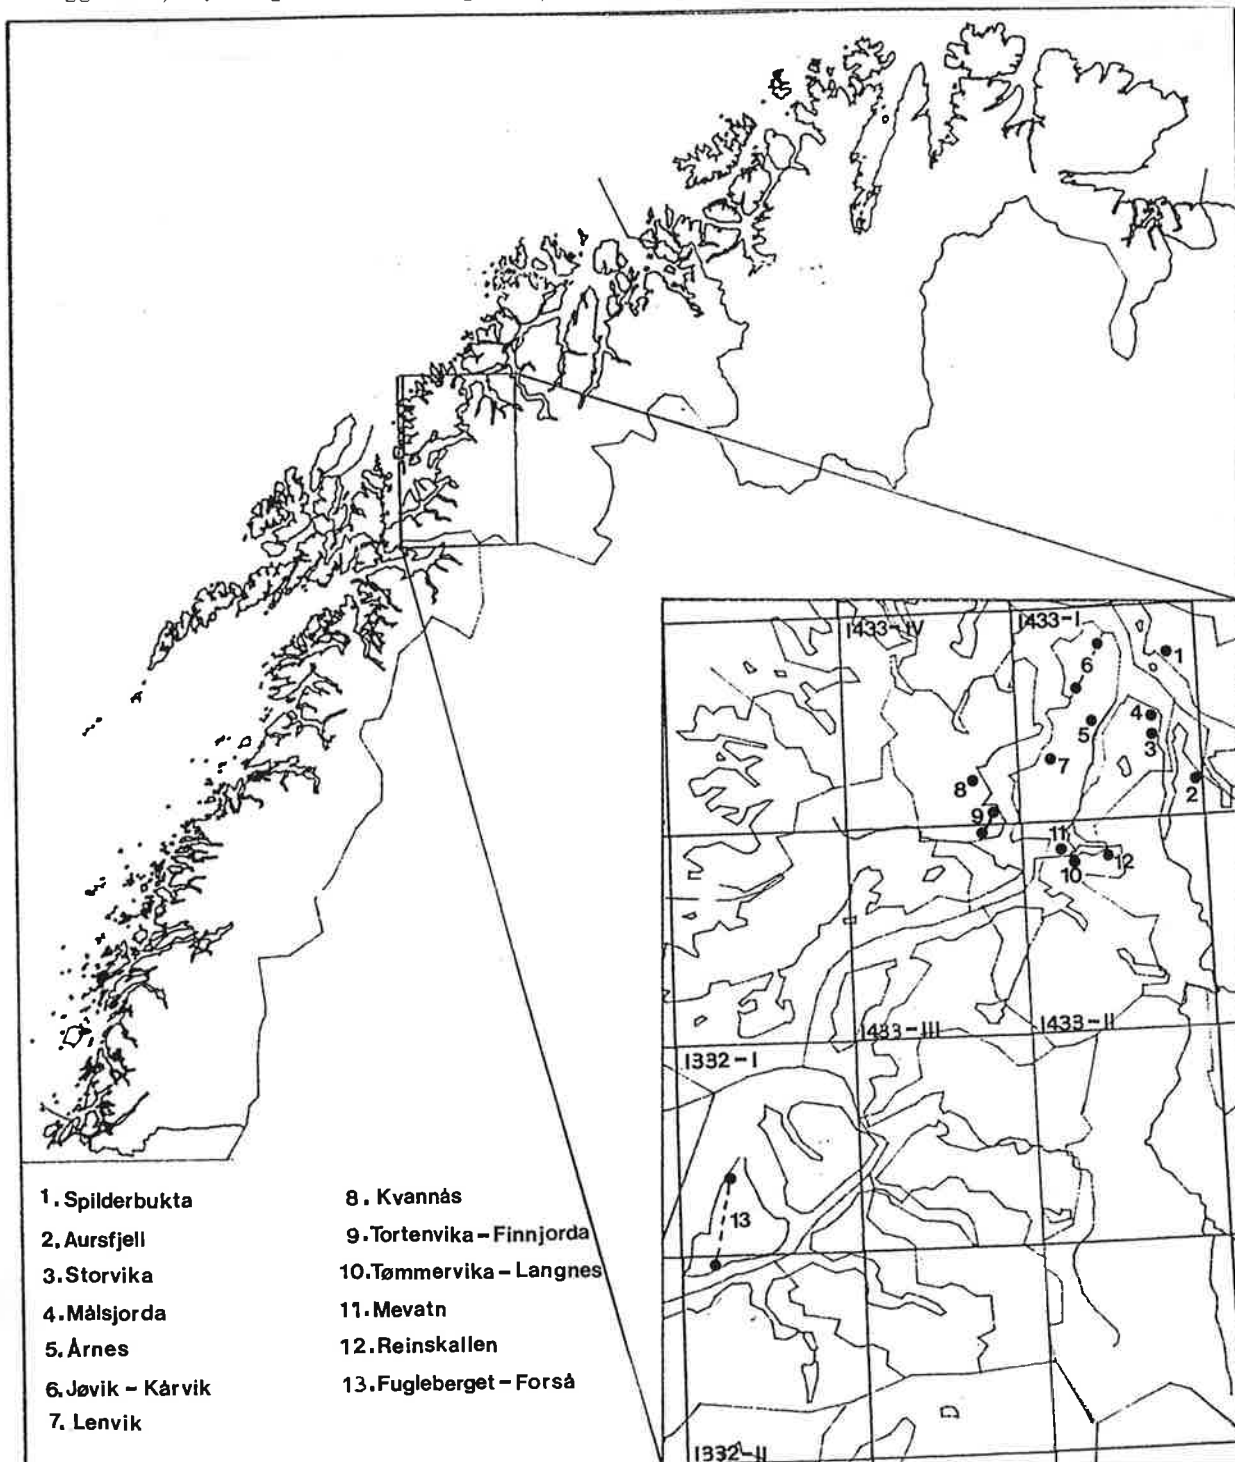 1433-IV
1433-I
6
1
4
5
3
7
8
2
9
11
12
10
1433-III
1433-II
1332-I
13
1332-II
1. Spilderbukta
2. Aursfjell
3. Storvika
4. Målsjorda
5. Årnes
6. Jøvik – Kårvik
7. Lenvik
8. Kvannås
9. Tortenvika – Finnjorda
10. Tømmervika – Langnes
11. Mevatn
12. Reinskallen
13. Fugleberget – Forså